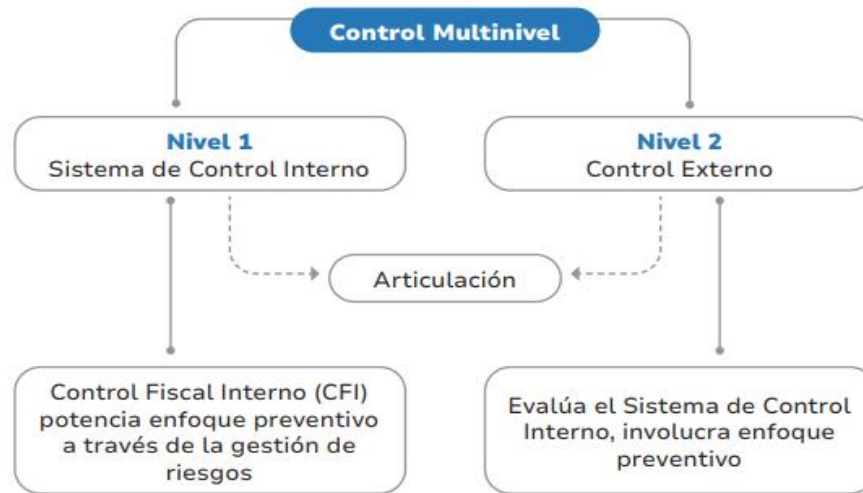 Control Multinivel
Nivel 1
Sistema de Control Interno
Nivel 2
Control Externo
Articulación
Control Fiscal Interno (CFI)
potencia enfoque preventivo
a través de la gestión de
riesgos
Evalúa el Sistema de Control
Interno, involucra enfoque
preventivo